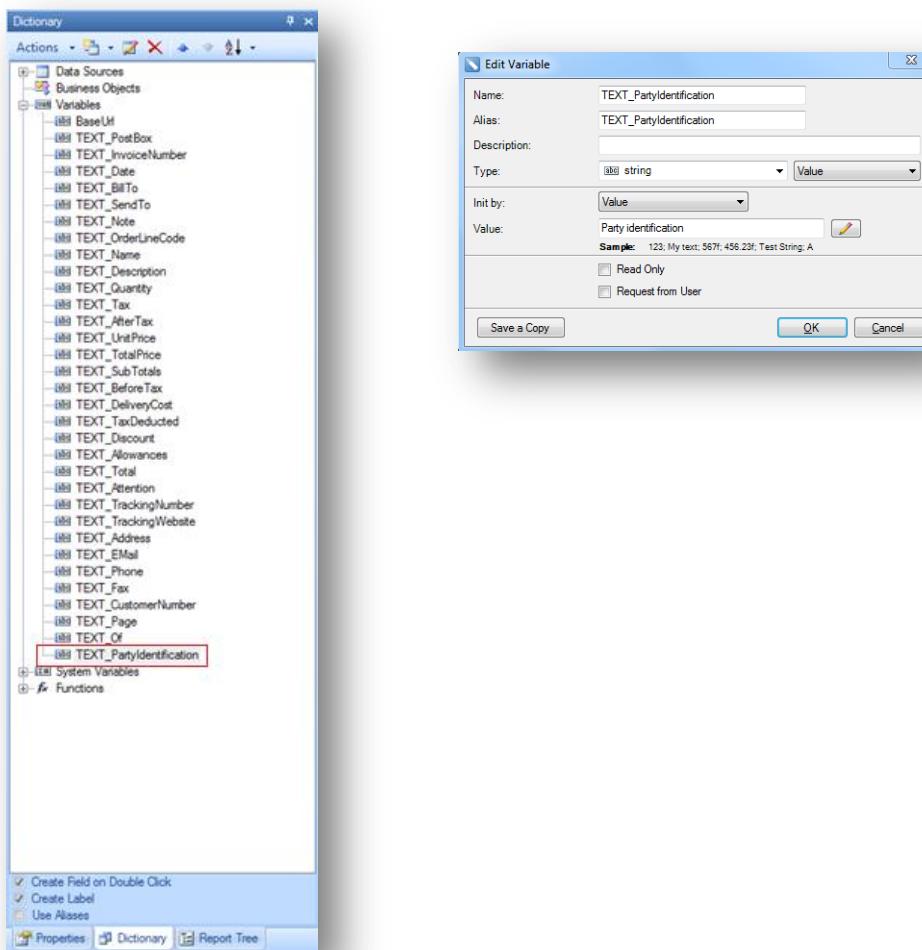 Dictionary
Actions
Data Sources
Business Objects
Variables
BaseUrl
TEXT_PostBox
TEXT_InvoiceNumber
TEXT_Date
TEXT_BillTo
TEXT_SendTo
TEXT_Note
TEXT_OrderLineCode
TEXT_Name
TEXT_Description
TEXT_Quantity
TEXT_Tax
TEXT_AfterTax
TEXT_UnitPrice
TEXT_TotalPrice
TEXT_SubTotals
TEXT_BeforeTax
TEXT_DeliveryCost
TEXT_TaxDeducted
TEXT_Discount
TEXT_Allowances
TEXT_Total
TEXT_Attention
TEXT_TrackingNumber
TEXT_TrackingWebsite
TEXT_Address
TEXT_EMail
TEXT_Phone
TEXT_Fax
TEXT_CustomerNumber
TEXT_Page
TEXT_Of
TEXT_PartyIdentification
System Variables
fx Functions
Create Field on Double Click
Create Label
Use Aliases
Properties Dictionary Report Tree
Edit Variable
Name: TEXT_PartyIdentification
Alias: TEXT_PartyIdentification
Description:
Type: abc string Value
Init by: Value
Value: Party identification
Sample: 123; My text; 567f; 456.23f; Test String; A
Read Only
Request from User
Save a Copy OK Cancel